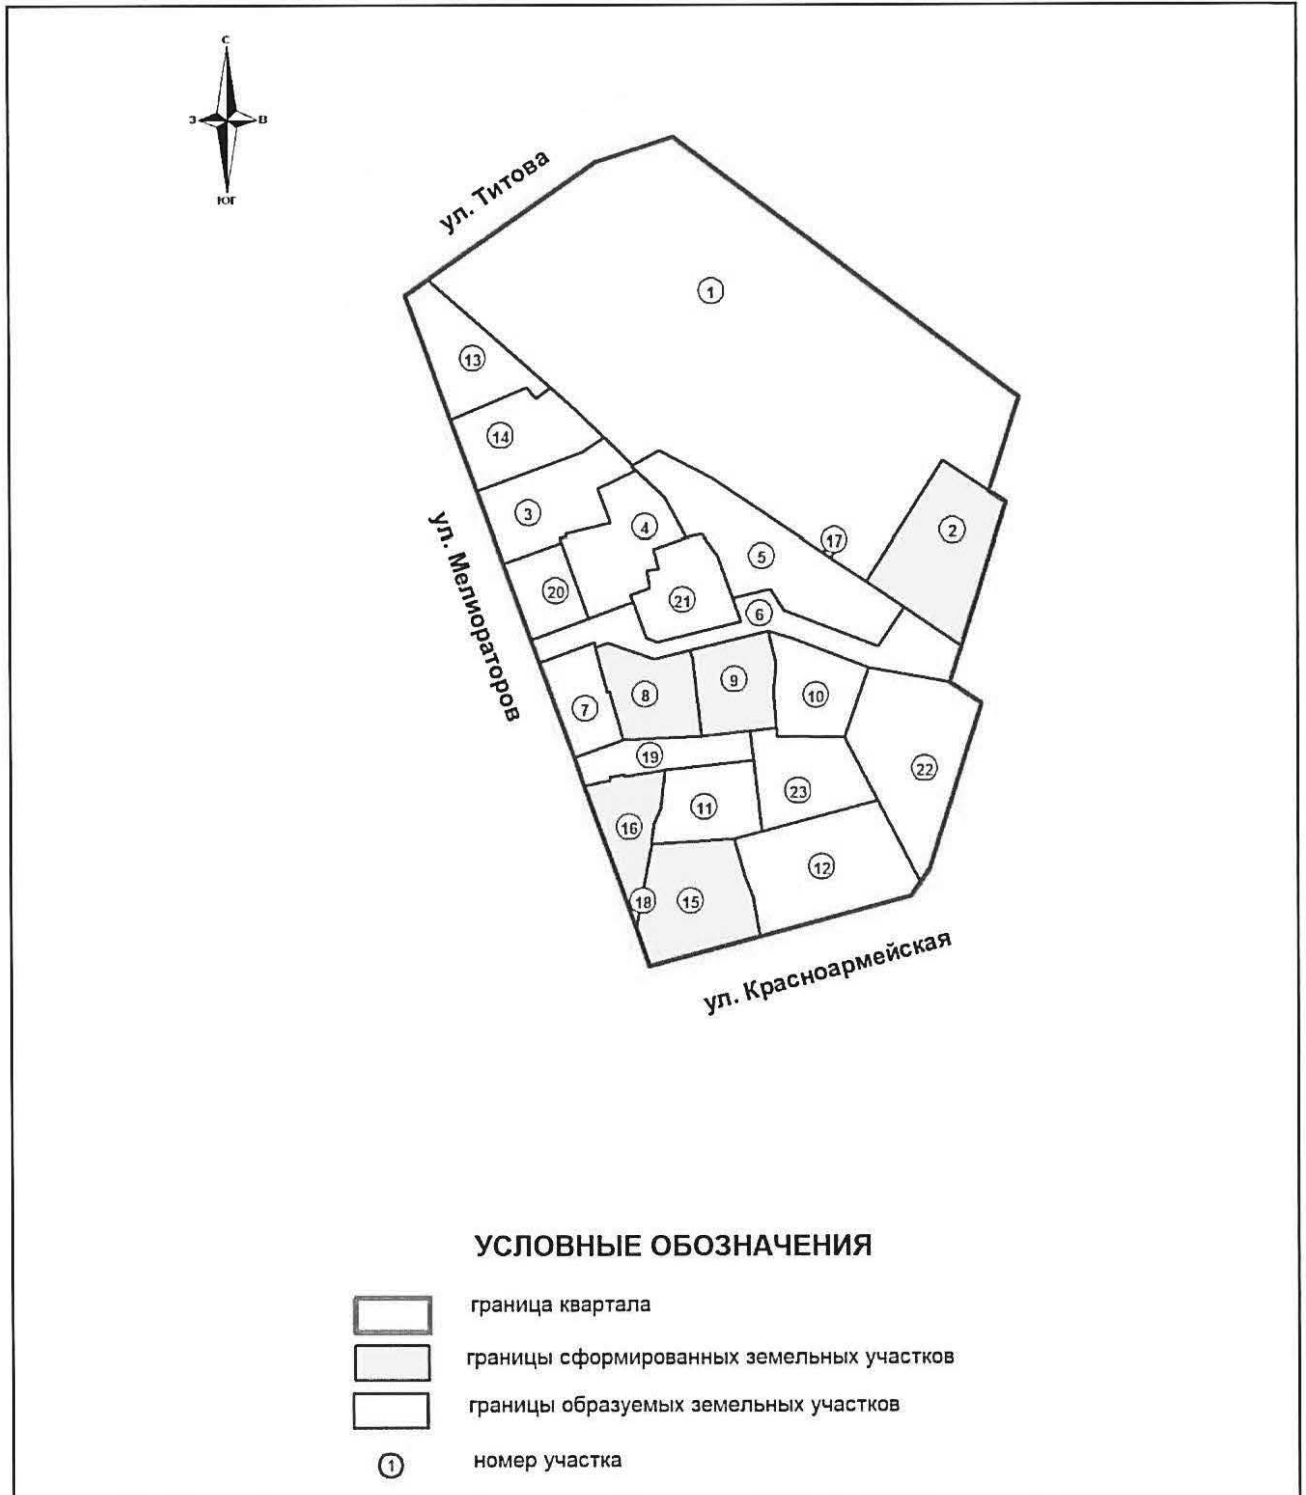 С
З В
ЮГ
ул. Титова
1
13
14
3
4
2
17
5
20
21
6
ул. Мелиораторов
7
8
9
10
19
22
23
11
16
12
18
15
ул. Красноармейская
УСЛОВНЫЕ ОБОЗНАЧЕНИЯ
граница квартала
границы сформированных земельных участков
границы образуемых земельных участков
1 номер участка